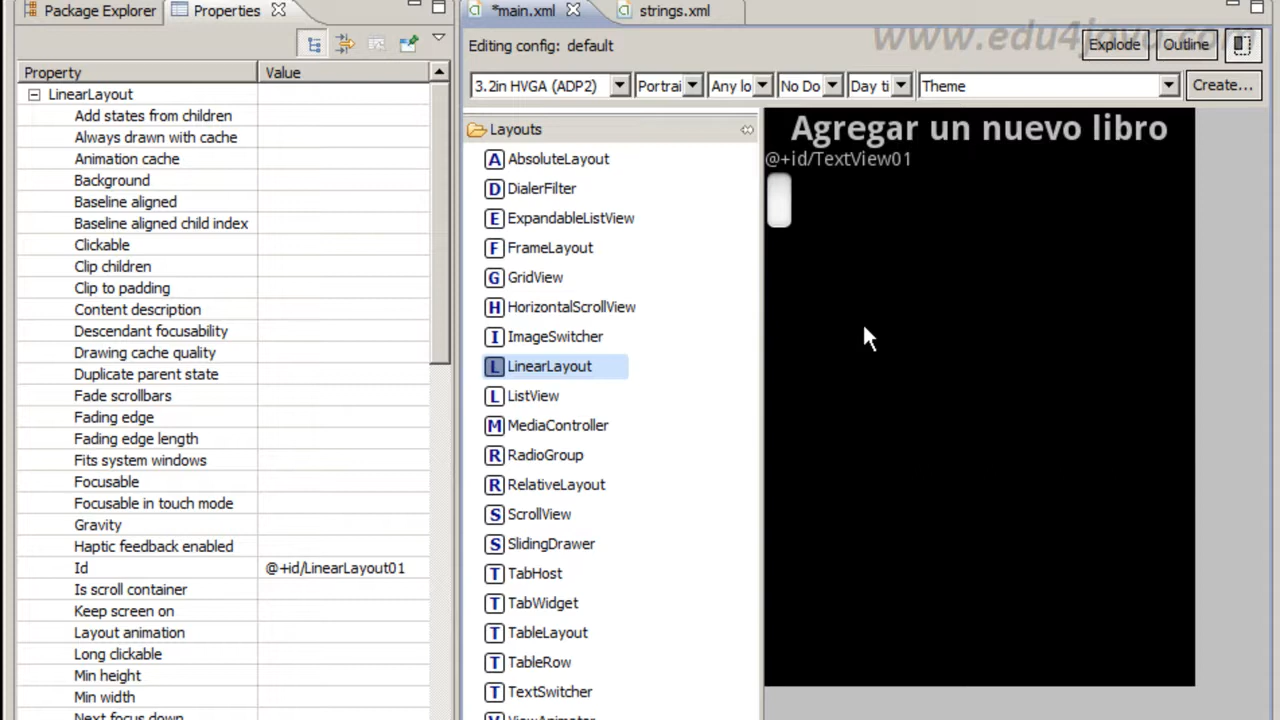 Package Explorer
Properties
*main.xml
strings.xml
www.edu4java.com
Editing config: default
Explode
Outline
Property
Value
3.2in HVGA (ADP2)
Portrai
Any lo
No Do
Day ti
Theme
Create...
LinearLayout
Add states from children
Always drawn with cache
Animation cache
Background
Baseline aligned
Baseline aligned child index
Clickable
Clip children
Clip to padding
Content description
Descendant focusability
Drawing cache quality
Duplicate parent state
Fade scrollbars
Fading edge
Fading edge length
Fits system windows
Focusable
Focusable in touch mode
Gravity
Haptic feedback enabled
Id
@+id/LinearLayout01
Is scroll container
Keep screen on
Layout animation
Long clickable
Min height
Min width
Next focus down
Layouts
A AbsoluteLayout
D DialerFilter
E ExpandableListView
F FrameLayout
G GridView
H HorizontalScrollView
I ImageSwitcher
L LinearLayout
L ListView
M MediaController
R RadioGroup
R RelativeLayout
S ScrollView
S SlidingDrawer
T TabHost
T TabWidget
T TableLayout
T TableRow
T TextSwitcher
V ViewAnimator
Agregar un nuevo libro
@+id/TextView01